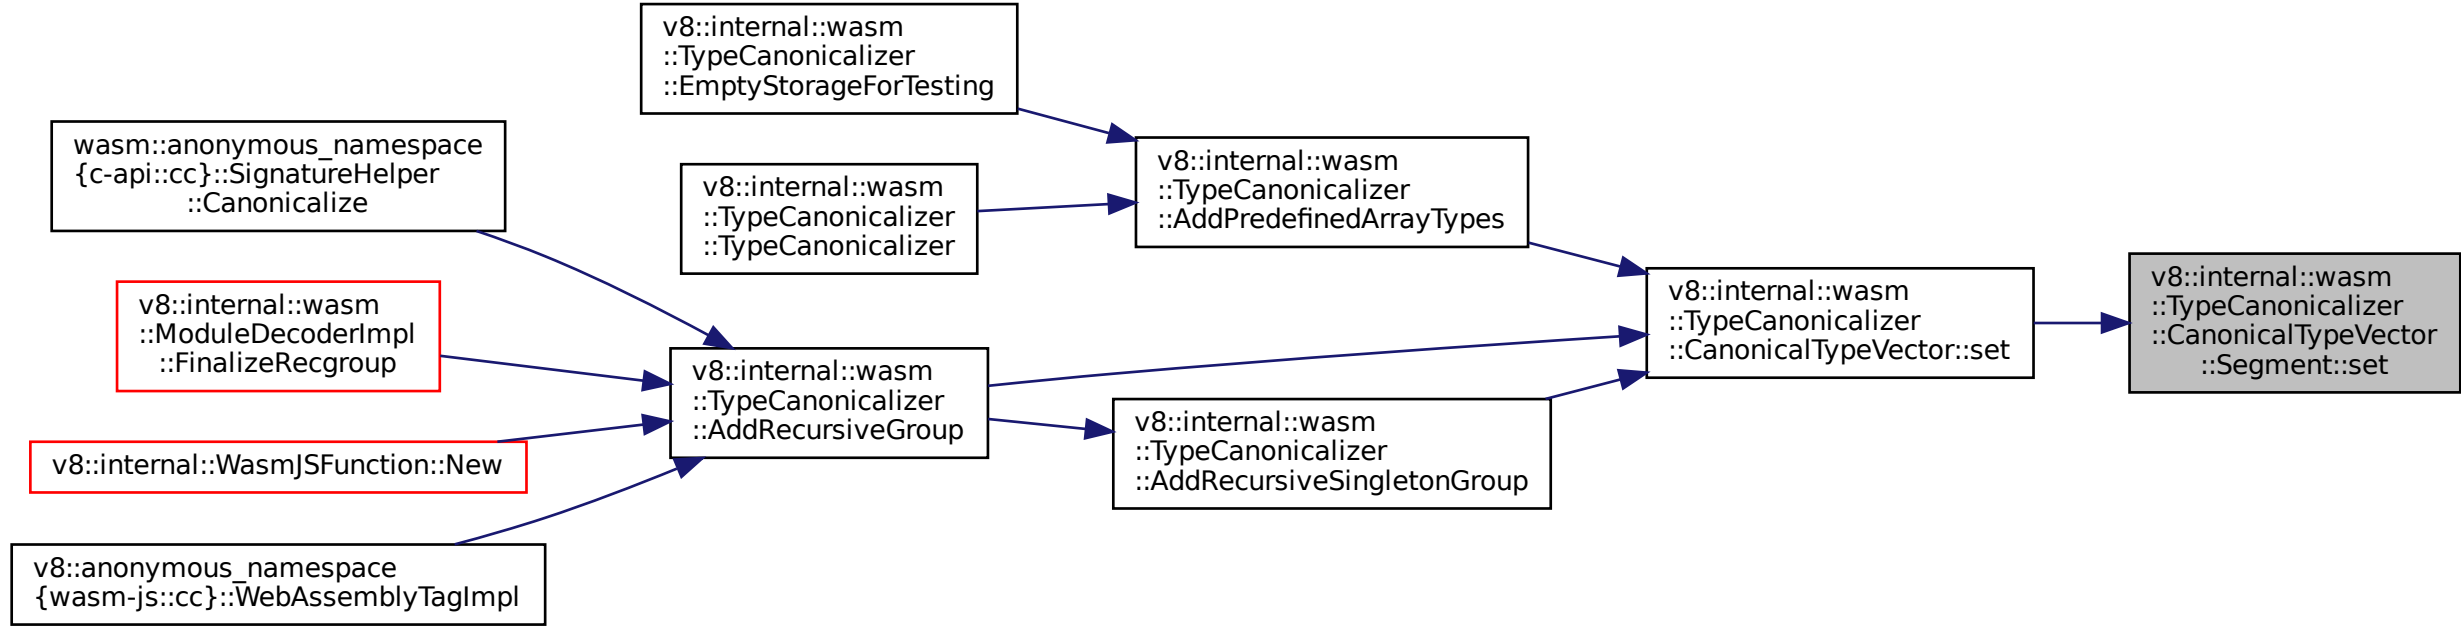 v8::internal::wasm
::TypeCanonicalizer
::EmptyStorageForTesting
wasm::anonymous_namespace
{c-api::cc}::SignatureHelper
::Canonicalize
v8::internal::wasm
::TypeCanonicalizer
::AddPredefinedArrayTypes
v8::internal::wasm
::TypeCanonicalizer
::TypeCanonicalizer
v8::internal::wasm
::TypeCanonicalizer
::CanonicalTypeVector
::Segment::set
v8::internal::wasm
::TypeCanonicalizer
::CanonicalTypeVector::set
v8::internal::wasm
::ModuleDecoderImpl
::FinalizeRecgroup
v8::internal::wasm
::TypeCanonicalizer
::AddRecursiveGroup
v8::internal::wasm
::TypeCanonicalizer
::AddRecursiveSingletonGroup
v8::internal::WasmJSFunction::New
v8::anonymous_namespace
{wasm-js::cc}::WebAssemblyTagImpl